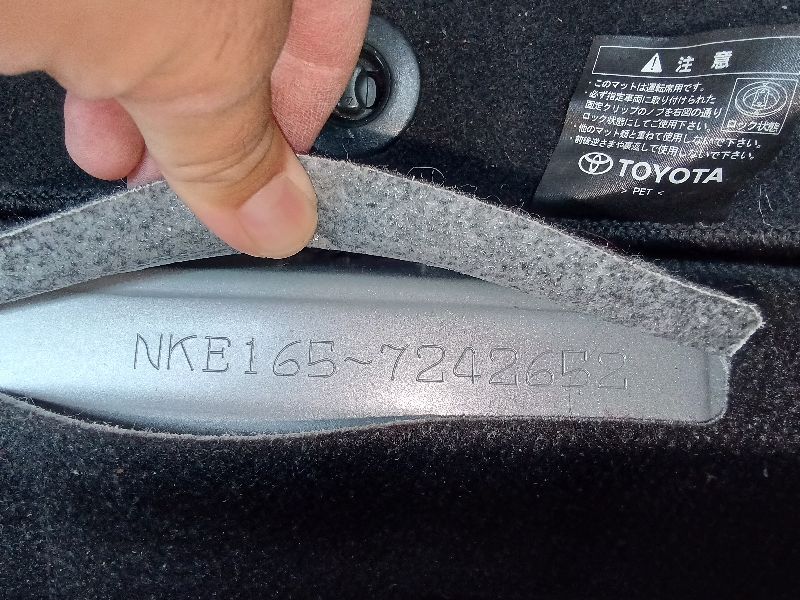 注意
・このマットは運転席用です。
・必ず指定車両に取り付けられた
固定クリップのノブを右図の通り
ロック状態にしてご使用下さい。
・他のマット類と重ねて使用しないで下さい。
・前後逆さまや裏返しで使用しないで下さい。
ロック状態
TOYOTA
> PET <
NKE165-7242652